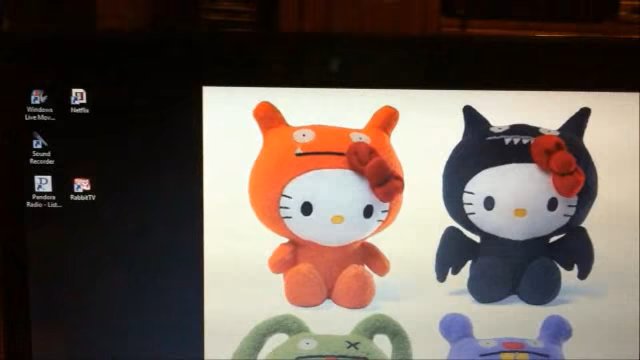 Windows
Live Mov...
Netflix
Sound
Recorder
Pandora
Radio - List...
RabbitTV